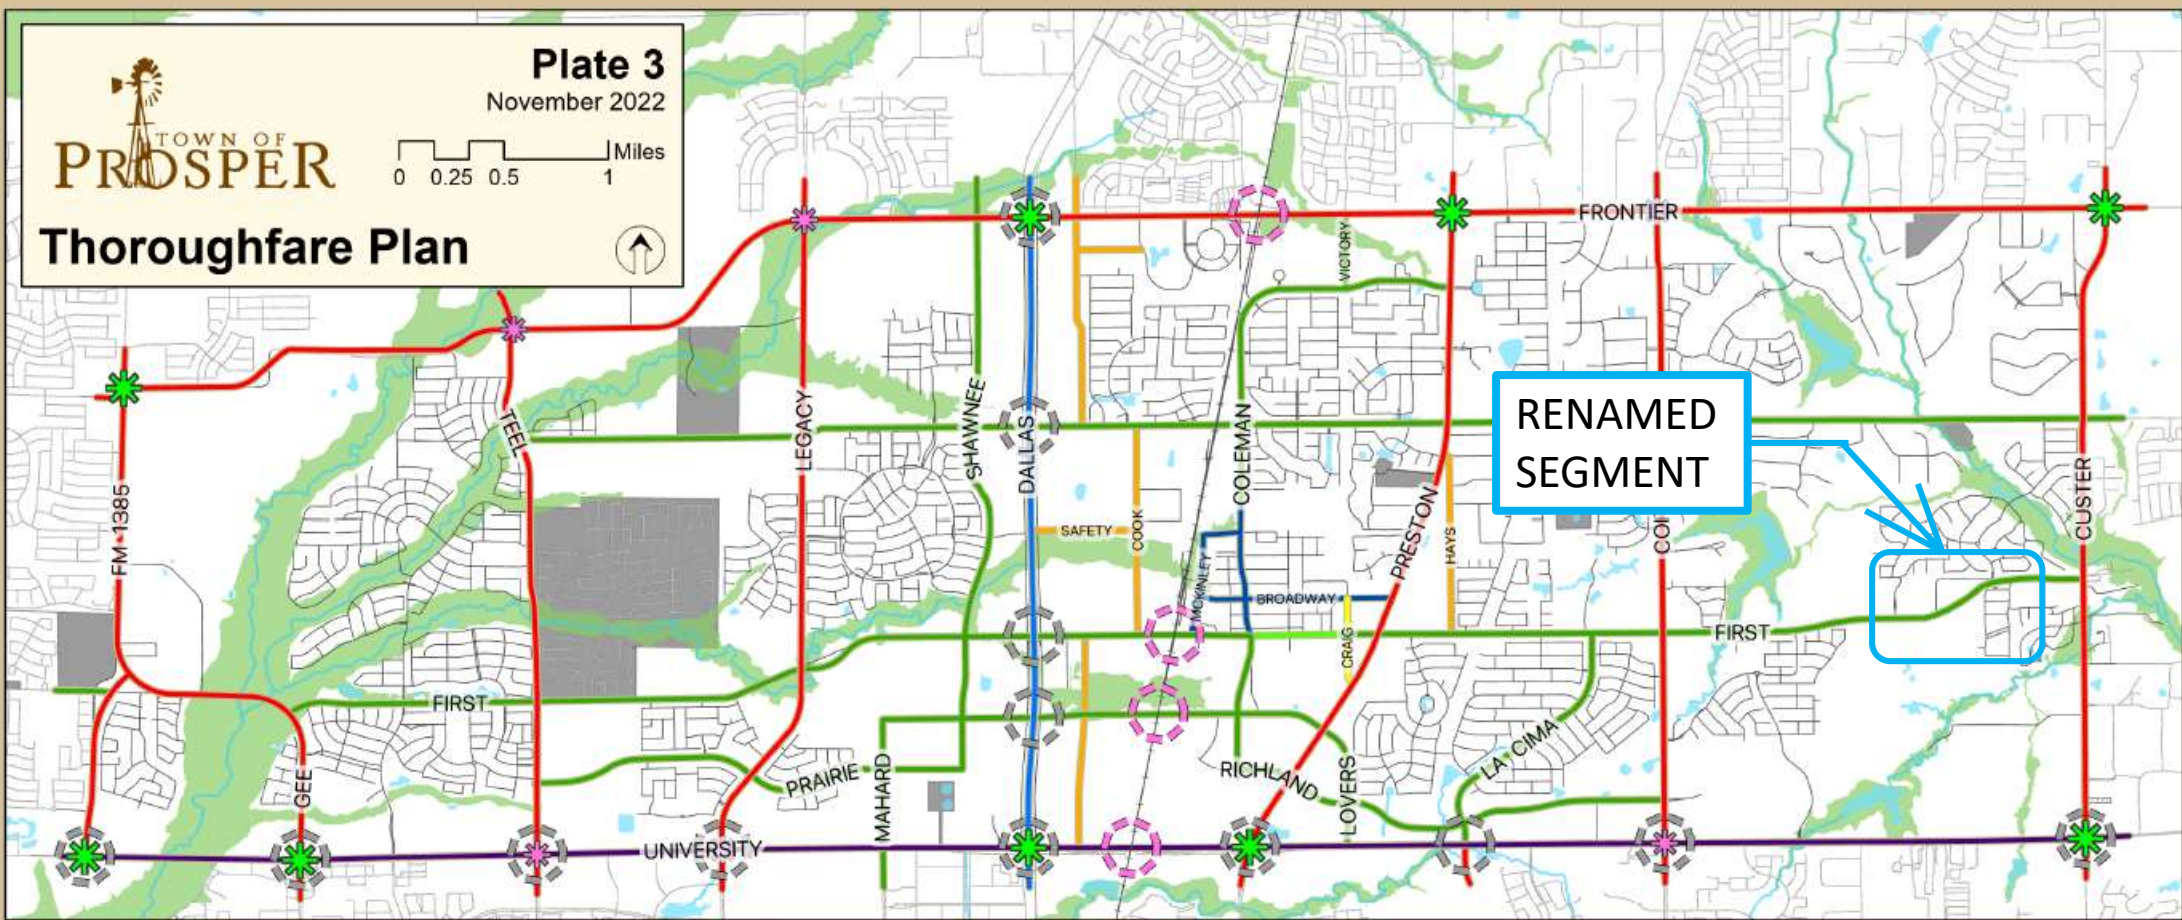 Plate 3
November 2022
TOWN OF
PROSPER
Miles
0 0.25 0.5 1
Thoroughfare Plan
FRONTIER
VICTORY
RENAMED
SEGMENT
TEEL
LEGACY
SHAWNEE
DALLAS
COLEMAN
PRESTON
HAYS
CUSTER
FM 1385
SAFETY
COOK
MCKINLEY
BROADWAY
CRAIG
FIRST
FIRST
GEE
PRAIRIE
MAHARD
RICHLAND
LOVERS
LA CIMA
UNIVERSITY